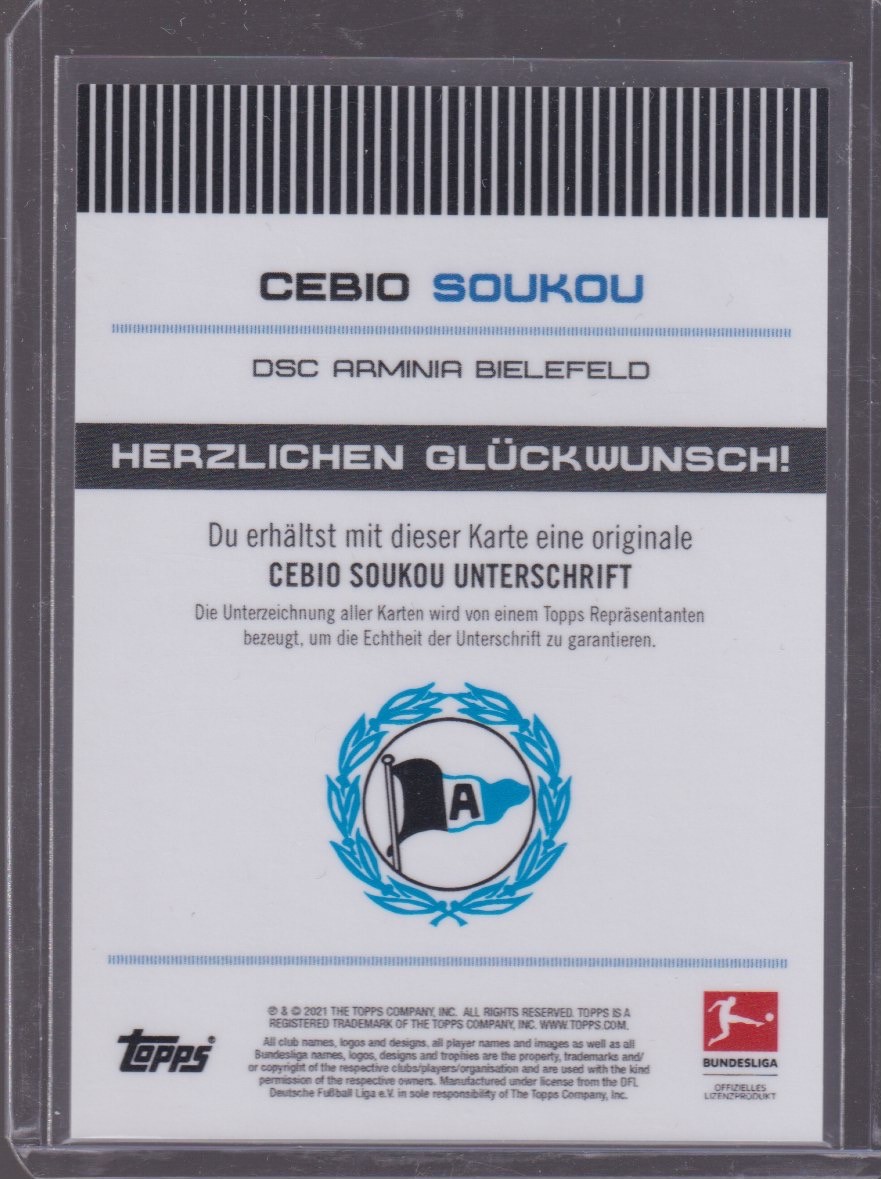 CEBIO SOUKOU
DSC ARMINIA BIELEFELD
HERZLICHEN GLÜCKWUNSCH!
Du erhältst mit dieser Karte eine originale
CEBIO SOUKOU UNTERSCHRIFT
Die Unterzeichnung aller Karten wird von einem Topps Repräsentanten
bezeugt, um die Echtheit der Unterschrift zu garantieren.
A
topps®
® & © 2021 THE TOPPS COMPANY, INC. ALL RIGHTS RESERVED. TOPPS IS A
REGISTERED TRADEMARK OF THE TOPPS COMPANY, INC. WWW.TOPPS.COM.
All club names, logos and designs, all player names and images as well as all
Bundesliga names, logos, designs and trophies are the property, trademarks and/
or copyright of the respective clubs/players/organisation and are used with the kind
permission of the respective owners. Manufactured under license from the DFL
Deutsche Fußball Liga e.V. in sole responsibility of The Topps Company, Inc.
BUNDESLIGA
OFFIZIELLES
LIZENZPRODUKT